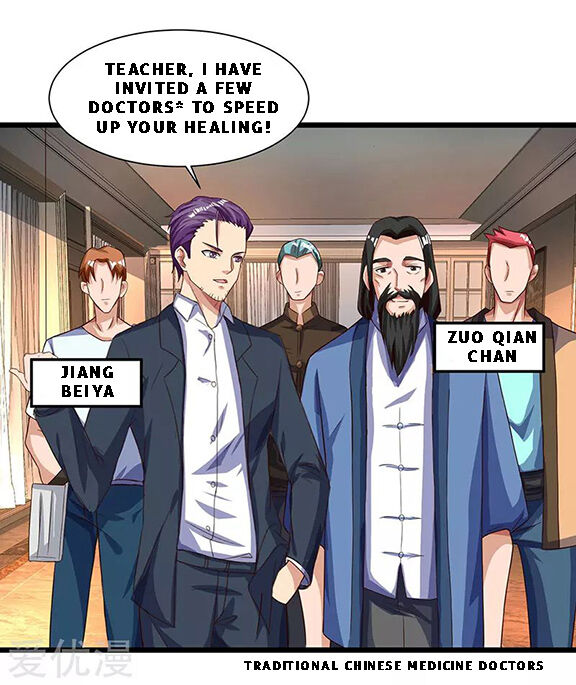 TEACHER, I HAVE
INVITED A FEW
DOCTORS* TO SPEED
UP YOUR HEALING!
JIANG
BEIYA
ZUO QIAN
CHAN
爱优漫
TRADITIONAL CHINESE MEDICINE DOCTORS